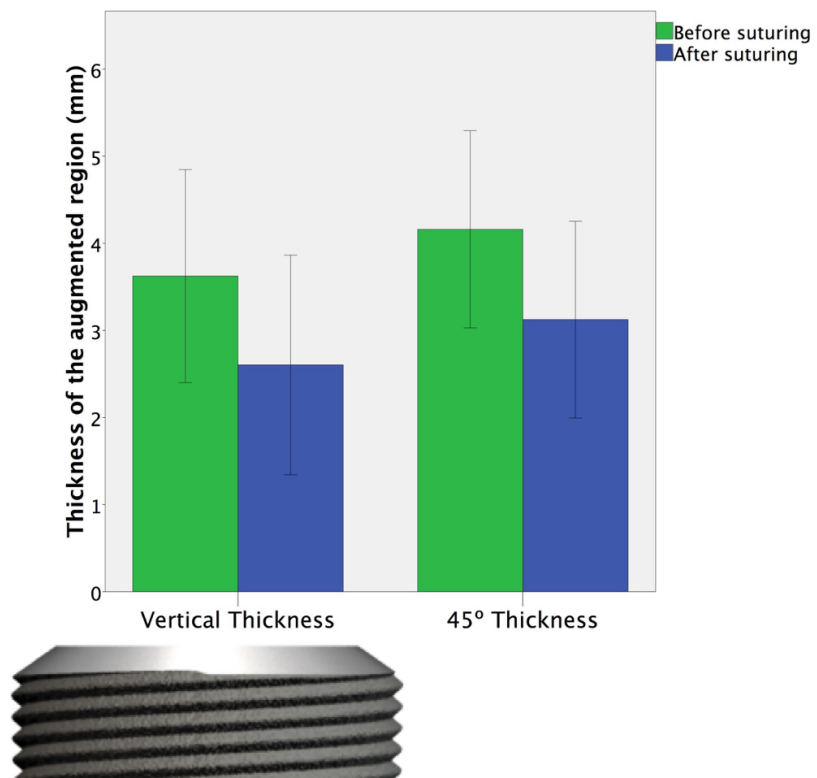 Before suturing
After suturing
Thickness of the augmented region (mm)
6
5
4
3
2
1
0
Vertical Thickness
45º Thickness